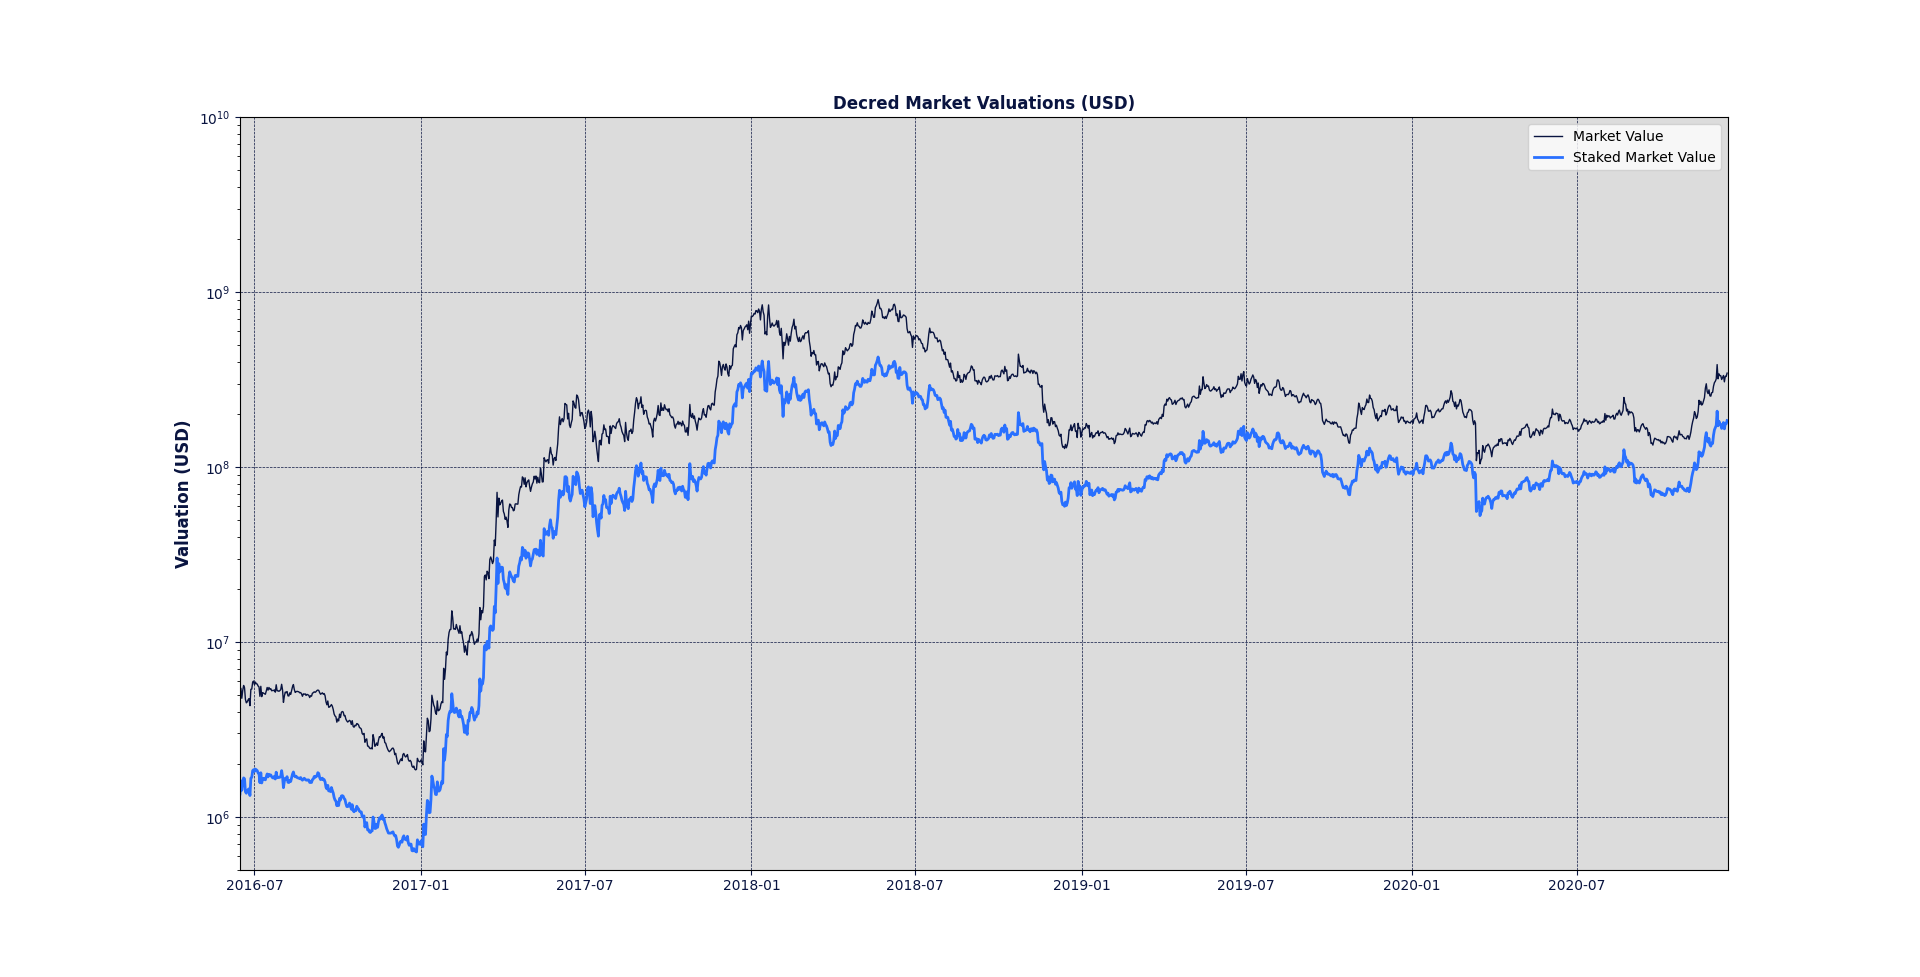 Decred Market Valuations (USD)
Market Value
Staked Market Value
Valuation (USD)
10¹⁰
10⁹
10⁸
10⁷
10⁶
2016-07 2017-01 2017-07 2018-01 2018-07 2019-01 2019-07 2020-01 2020-07